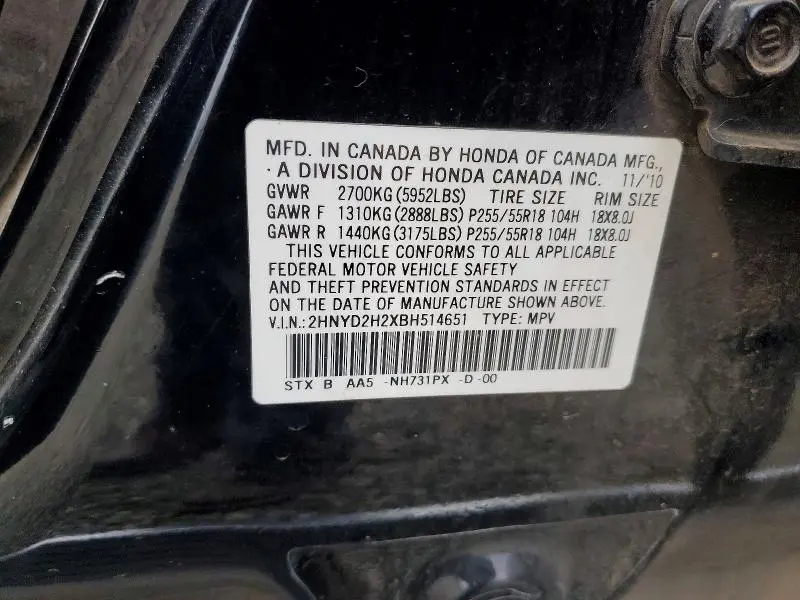 MFD. IN CANADA BY HONDA OF CANADA MFG.,
· A DIVISION OF HONDA CANADA INC. 11/'10
GVWR 2700KG(5952LBS) TIRE SIZE RIM SIZE
GAWR F 1310KG(2888LBS) P255/55R18 104H 18X8.0J
GAWR R 1440KG(3175LBS) P255/55R18 104H 18X8.0J
THIS VEHICLE CONFORMS TO ALL APPLICABLE
FEDERAL MOTOR VEHICLE SAFETY
AND THEFT PREVENTION STANDARDS IN EFFECT
ON THE DATE OF MANUFACTURE SHOWN ABOVE.
V.I.N.:2HNYD2H2XBH514651 TYPE: MPV
STX B AA5 -NH731PX -D -00